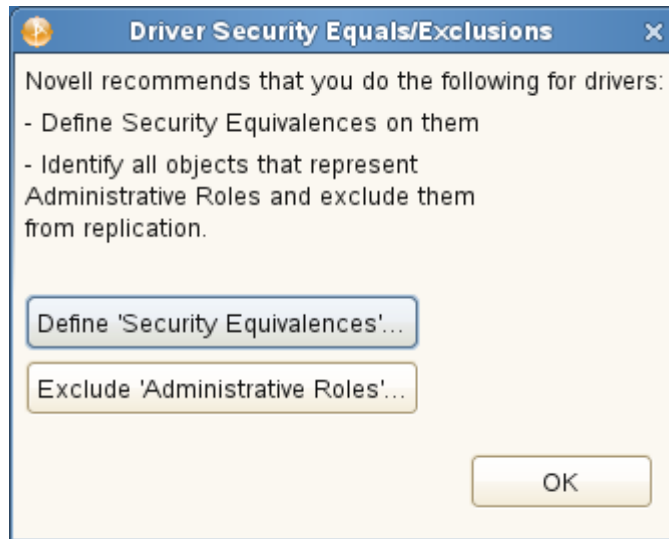 Driver Security Equals/Exclusions
Novell recommends that you do the following for drivers:
- Define Security Equivalences on them
- Identify all objects that represent
Administrative Roles and exclude them
from replication.
Define 'Security Equivalences'...
Exclude 'Administrative Roles'...
OK